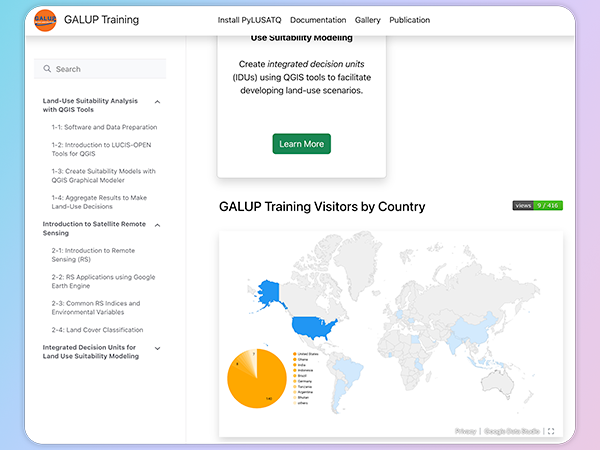 GALUP
GALUP Training
Install PyLUSATQ
Documentation
Gallery
Publication
Search
Land-Use Suitability Analysis
with QGIS Tools
1-1: Software and Data Preparation
1-2: Introduction to LUCIS-OPEN
Tools for QGIS
1-3: Create Suitability Models with
QGIS Graphical Modeler
1-4: Aggregate Results to Make
Land-Use Decisions
Introduction to Satellite Remote
Sensing
2-1: Introduction to Remote
Sensing (RS)
2-2: RS Applications using Google
Earth Engine
2-3: Common RS Indices and
Environmental Variables
2-4: Land Cover Classification
Integrated Decision Units for
Land Use Suitability Modeling
Use Suitability Modeling
Create integrated decision units
(IDUs) using QGIS tools to facilitate
developing land-use scenarios.
Learn More
GALUP Training Visitors by Country
views 9 / 416
United States
Ghana
India
Indonesia
Brazil
Germany
Tanzania
Argentina
Bhutan
others
Privacy
Google Data Studio